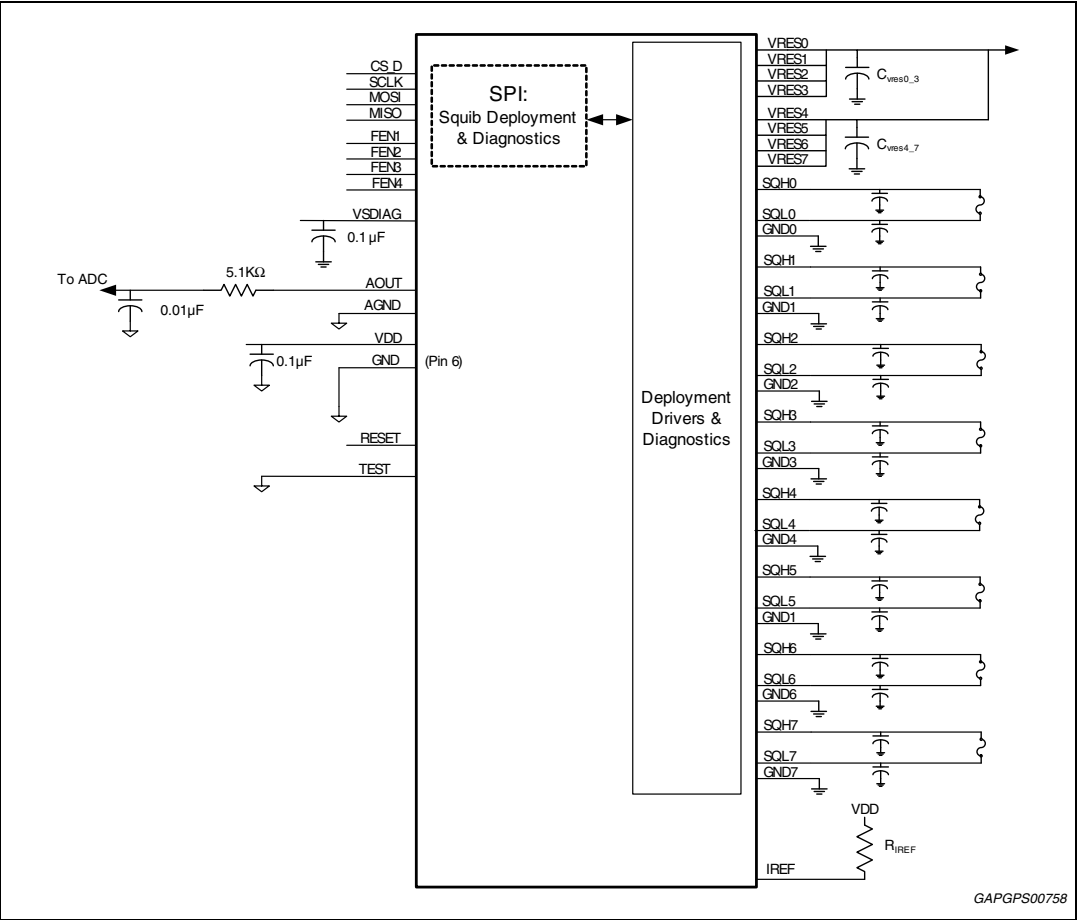 CS_D
SCLK
MOSI
MISO
FEN1
FEN2
FEN3
FEN4
VSDIAG
0.1µF
To ADC
5.1KΩ
0.01µF
AOUT
AGND
VDD
0.1µF
GND
(Pin 6)
RESET
TEST
SPI:
Squib Deployment
& Diagnostics
Deployment
Drivers &
Diagnostics
VRES0
VRES1
VRES2
VRES3
Cvres0_3
VRES4
VRES5
VRES6
VRES7
Cvres4_7
SQH0
SQL0
GND0
SQH1
SQL1
GND1
SQH2
SQL2
GND2
SQH3
SQL3
GND3
SQH4
SQL4
GND4
SQH5
SQL5
GND1
SQH6
SQL6
GND6
SQH7
SQL7
GND7
VDD
RIREF
IREF
GAPGPS00758